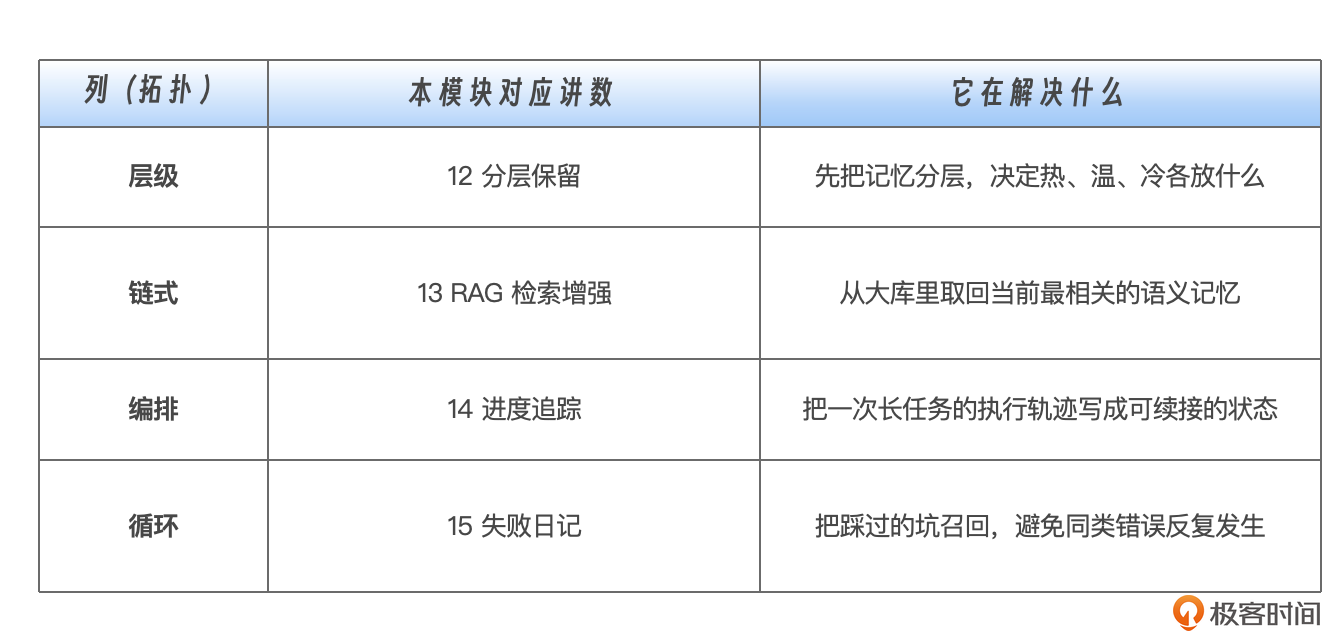 列（拓扑） 本模块对应讲数 它在解决什么
层级 12 分层保留 先把记忆分层，决定热、温、冷各放什么
链式 13 RAG 检索增强 从大库里取回当前最相关的语义记忆
编排 14 进度追踪 把一次长任务的执行轨迹写成可续接的状态
循环 15 失败日记 把踩过的坑召回，避免同类错误反复发生
极客时间